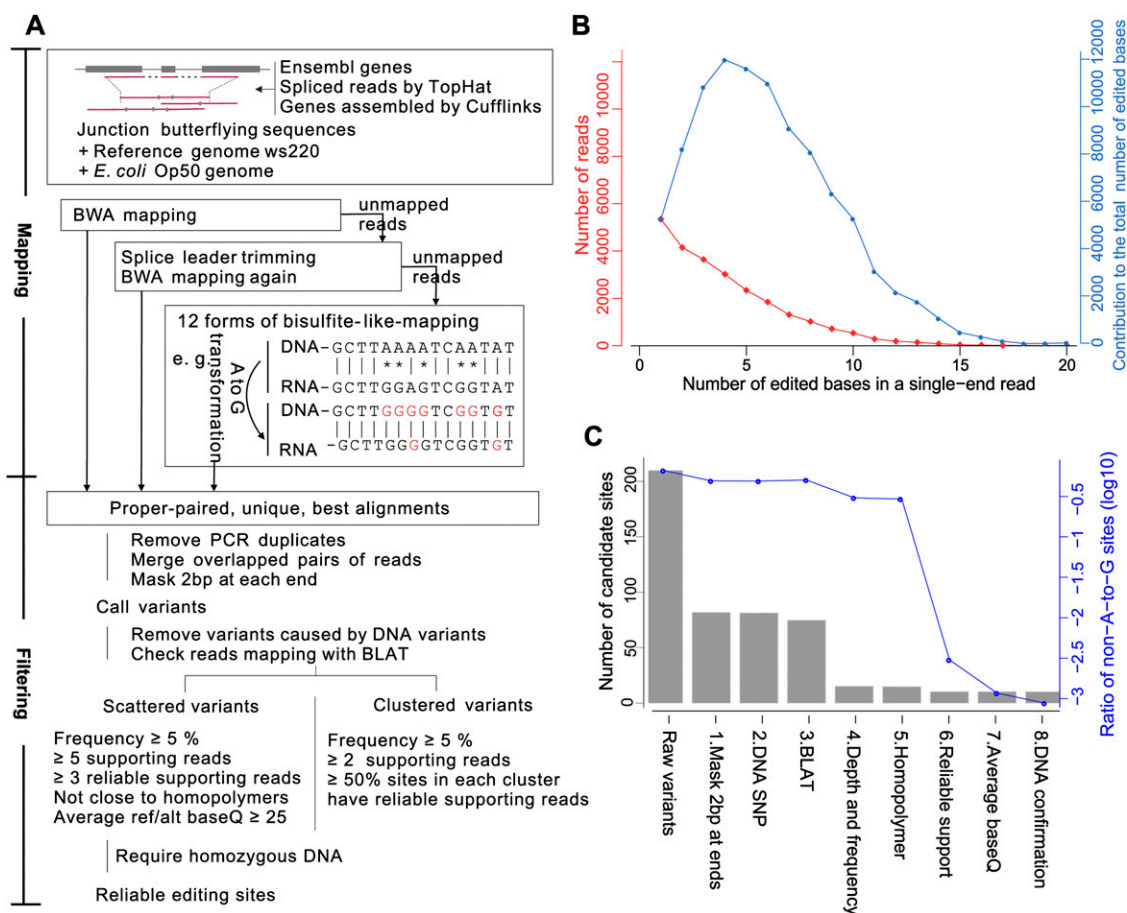 A
Ensembl genes
Spliced reads by TopHat
Genes assembled by Cufflinks
Junction butterflying sequences
+ Reference genome ws220
+ E. coli Op50 genome
Mapping
BWA mapping
unmapped
reads
Splice leader trimming
BWA mapping again
unmapped
reads
12 forms of bisulfite-like-mapping
e. g.
transformation
A to G
DNA-GCTTAAAATCAATAT
** * **
RNA-GCTTGGAGTCGGTAT
DNA-GCTTGGGGTCGGTGT
RNA -GCTTGGGGTCGGTGT
Filtering
Proper-paired, unique, best alignments
Remove PCR duplicates
Merge overlapped pairs of reads
Mask 2bp at each end
Call variants
Remove variants caused by DNA variants
Check reads mapping with BLAT
Scattered variants
Frequency ≥ 5 %
≥ 5 supporting reads
≥ 3 reliable supporting reads
Not close to homopolymers
Average ref/alt baseQ ≥ 25
Clustered variants
Frequency ≥ 5 %
≥ 2 supporting reads
≥ 50% sites in each cluster
have reliable supporting reads
Require homozygous DNA
Reliable editing sites
B
Number of reads
0 2000 4000 6000 8000 10000
Contribution to the total number of edited bases
0 2000 4000 6000 8000 10000 12000
0 5 10 15 20
Number of edited bases in a single-end read
C
Number of candidate sites
0 50 100 150 200
Ratio of non-A-to-G sites (log10)
-0.5 -1 -1.5 -2 -2.5 -3
Raw variants
1.Mask 2bp at ends
2.DNA SNP
3.BLAT
4.Depth and frequency
5.Homopolymer
6.Reliable support
7.Average baseQ
8.DNA confirmation